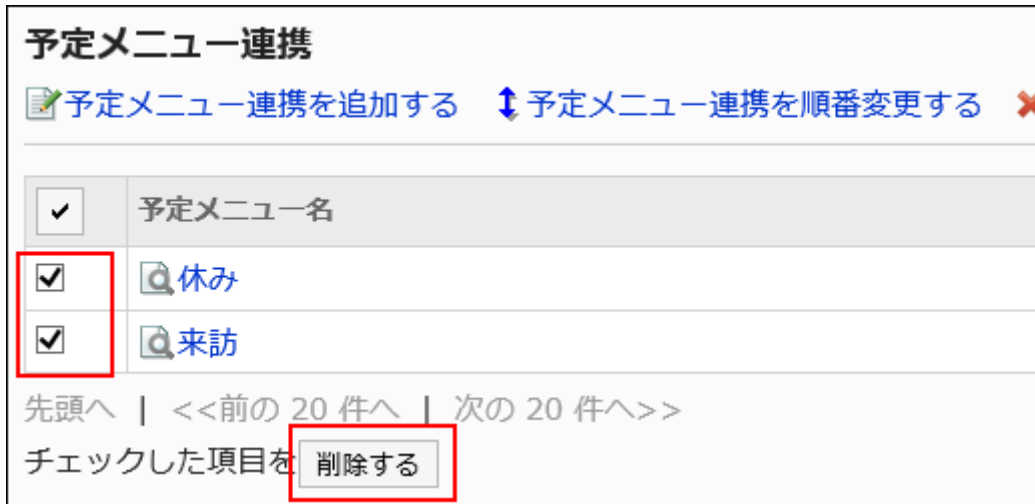 予定メニュー連携
予定メニュー連携を追加する 予定メニュー連携を順番変更する
予定メニュー名
休み
来訪
先頭へ | <<前の 20 件へ | 次の 20 件へ>>
チェックした項目を 削除する